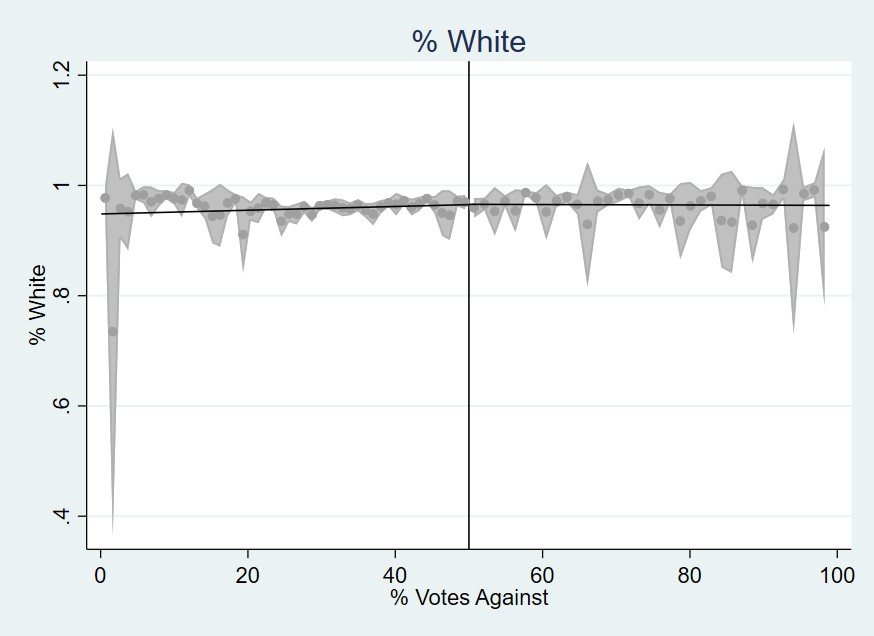 % White
1.2
1
.8
.6
.4
% White
0 20 40 60 80 100
% Votes Against